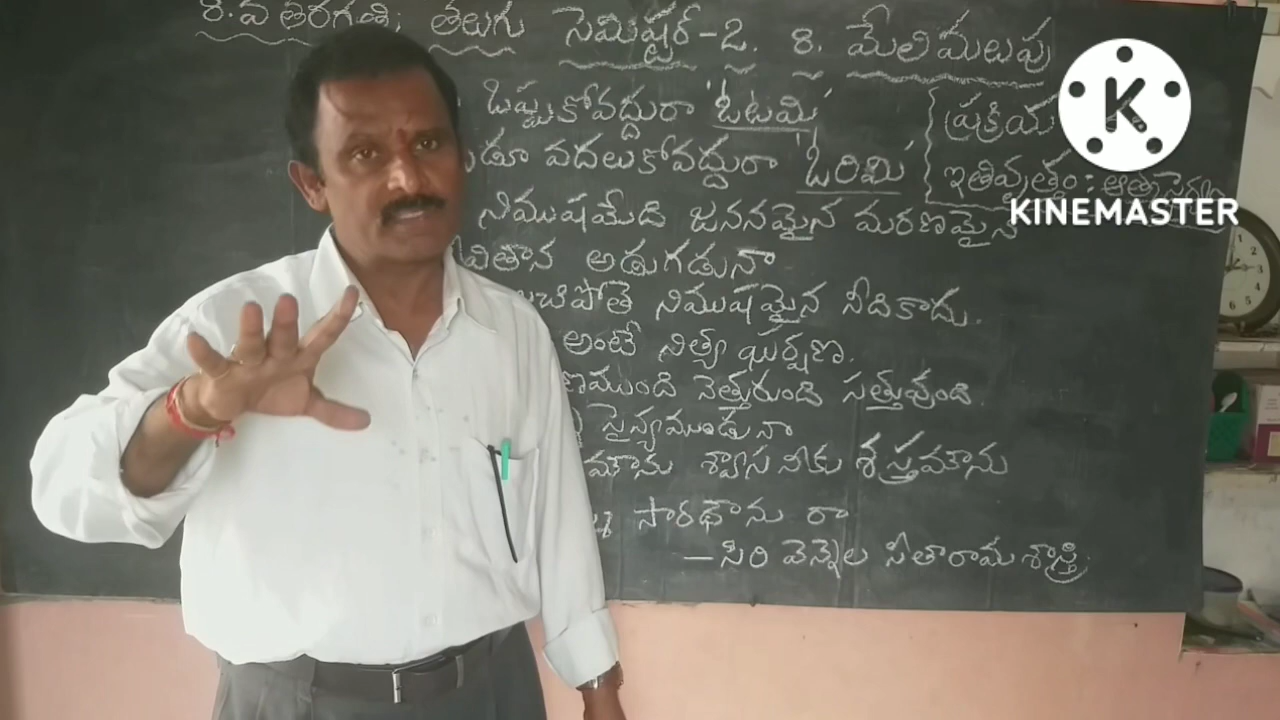 8.వ తరగతి; తెలుగు సెమిష్టర్-2. 8. మేలిమలుపు
ఒప్పుకోవద్దురా 'ఓటమి'
వదులుకోవద్దురా 'ఓరిమి'
ప్రక్రియ
ఇతివృత్తం:
నిముషమేది జననమైన మరణమైన
అడుగడునా
నిముషమైన నీదికాదు.
అంటే నిత్య ఘర్షణ.
నెత్తురుంది సత్తువుంది
సైన్యముండునా
శ్వాస నీకు శస్త్రమౌను
సారథౌను రా
- సిరి వెన్నెల సీతారామశాస్త్రి.
K
KINEMASTER